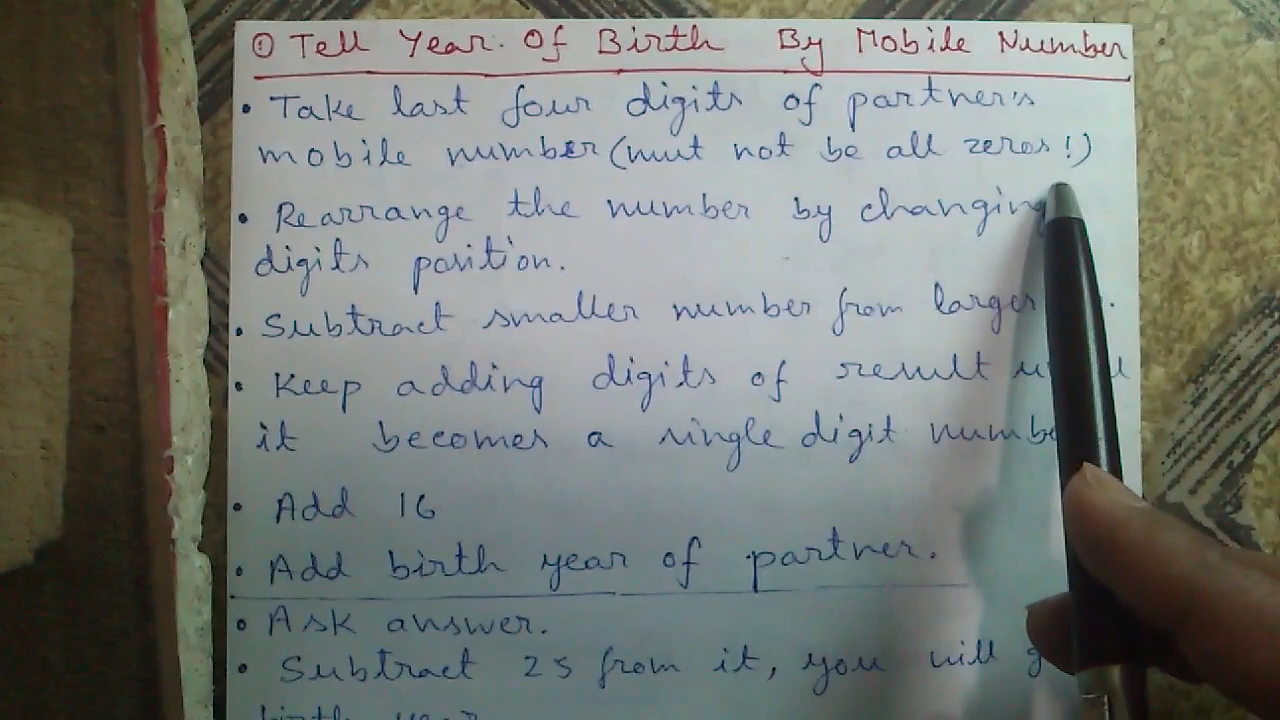 ① Tell Year Of Birth By Mobile Number
• Take last four digits of partner's
mobile number (must not be all zeros!)
• Rearrange the number by changing
digits position.
• Subtract smaller number from larger
• Keep adding digits of result
it becomes a single digit
• Add 16
• Add birth year of partner.
• Ask answer.
• Subtract 25 from it, you will
birth year